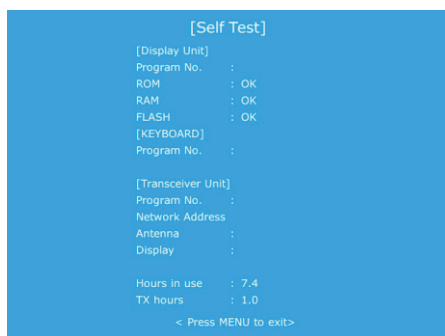 [Self Test]
[Display Unit]
Program No. :
ROM : OK
RAM : OK
FLASH : OK
[KEYBOARD]
Program No. :
[Transceiver Unit]
Program No. :
Network Address
Antenna :
Display :
Hours in use : 7.4
TX hours : 1.0
< Press MENU to exit>